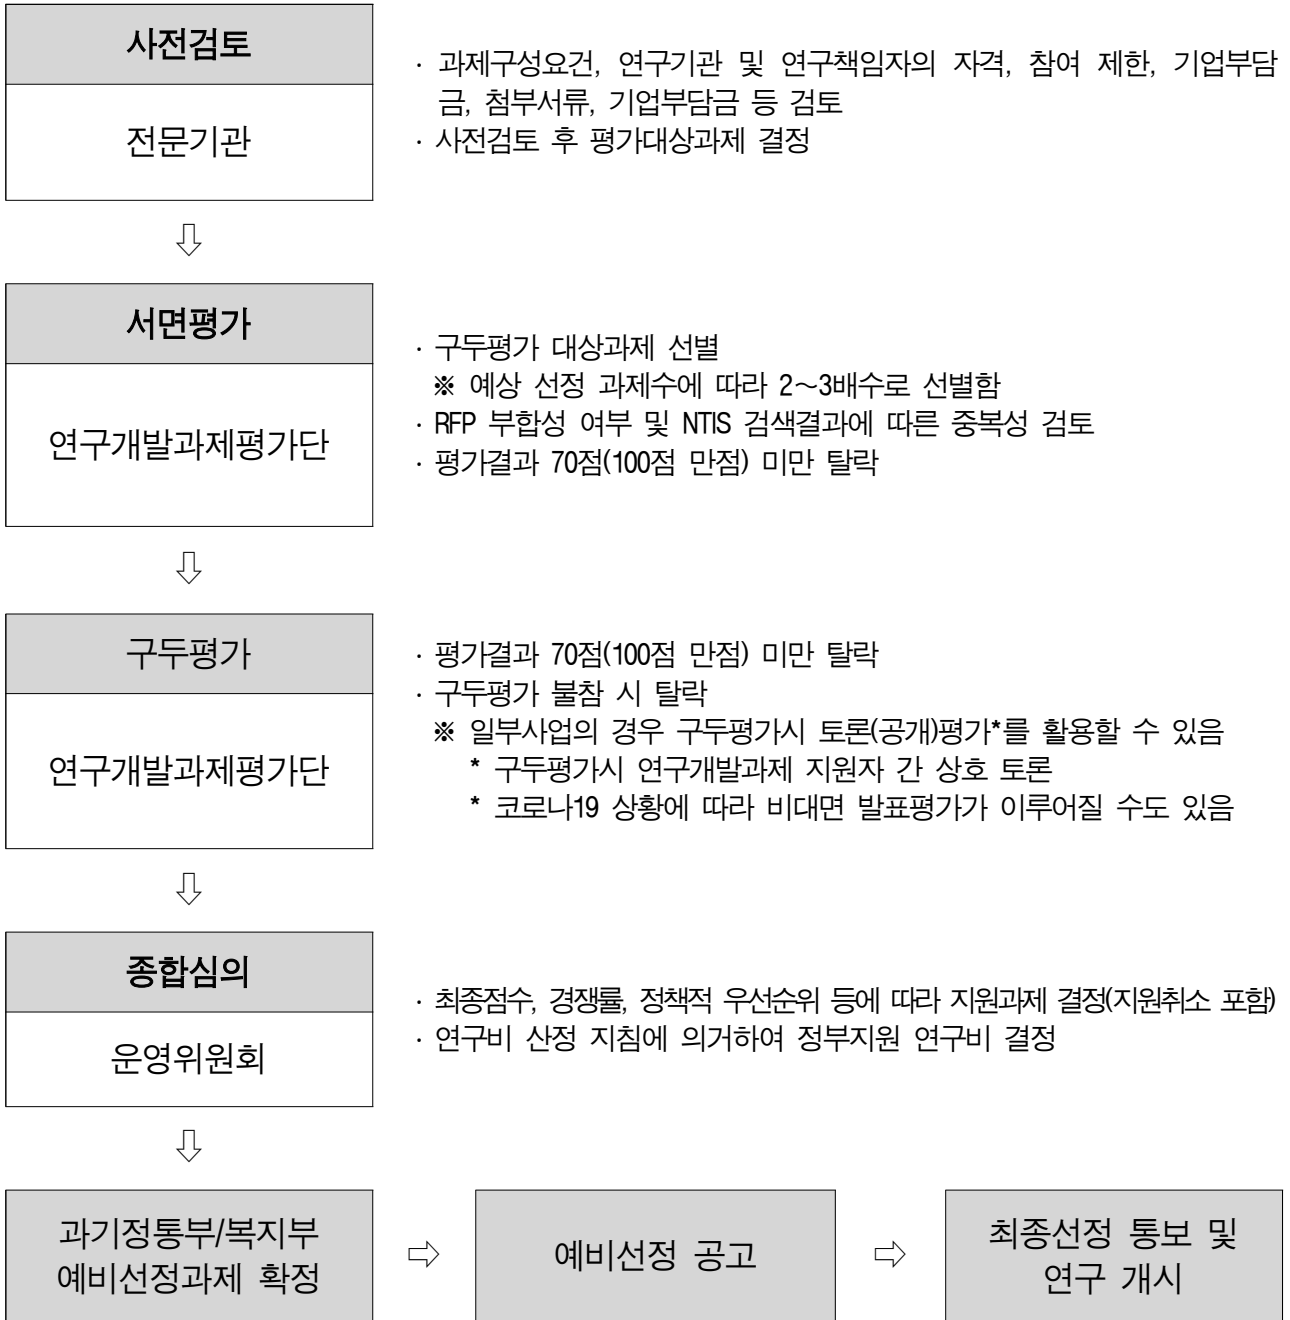 사전검토
전문기관
· 과제구성요건, 연구기관 및 연구책임자의 자격, 참여 제한, 기업부담
금, 첨부서류, 기업부담금 등 검토
· 사전검토 후 평가대상과제 결정
⇩
서면평가
연구개발과제평가단
· 구두평가 대상과제 선별
※ 예상 선정 과제수에 따라 2~3배수로 선별함
· RFP 부합성 여부 및 NTIS 검색결과에 따른 중복성 검토
· 평가결과 70점(100점 만점) 미만 탈락
⇩
구두평가
연구개발과제평가단
· 평가결과 70점(100점 만점) 미만 탈락
· 구두평가 불참 시 탈락
※ 일부사업의 경우 구두평가시 토론(공개)평가*를 활용할 수 있음
* 구두평가시 연구개발과제 지원자 간 상호 토론
* 코로나19 상황에 따라 비대면 발표평가가 이루어질 수도 있음
⇩
종합심의
운영위원회
· 최종점수, 경쟁률, 정책적 우선순위 등에 따라 지원과제 결정(지원취소 포함)
· 연구비 산정 지침에 의거하여 정부지원 연구비 결정
⇩
과기정통부/복지부
예비선정과제 확정
⇨
예비선정 공고
⇨
최종선정 통보 및
연구 개시